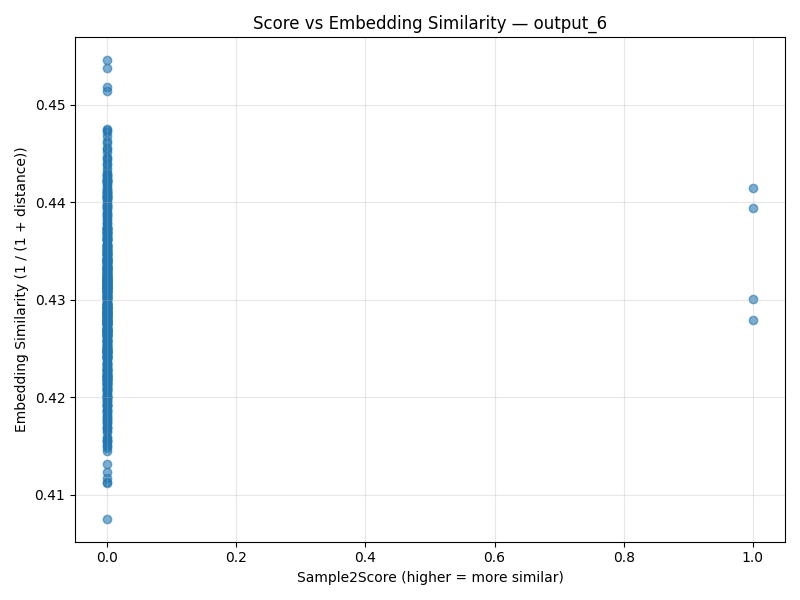 Score vs Embedding Similarity — output_6
Embedding Similarity (1 / (1 + distance))
0.45
0.44
0.43
0.42
0.41
0.0 0.2 0.4 0.6 0.8 1.0
Sample2Score (higher = more similar)